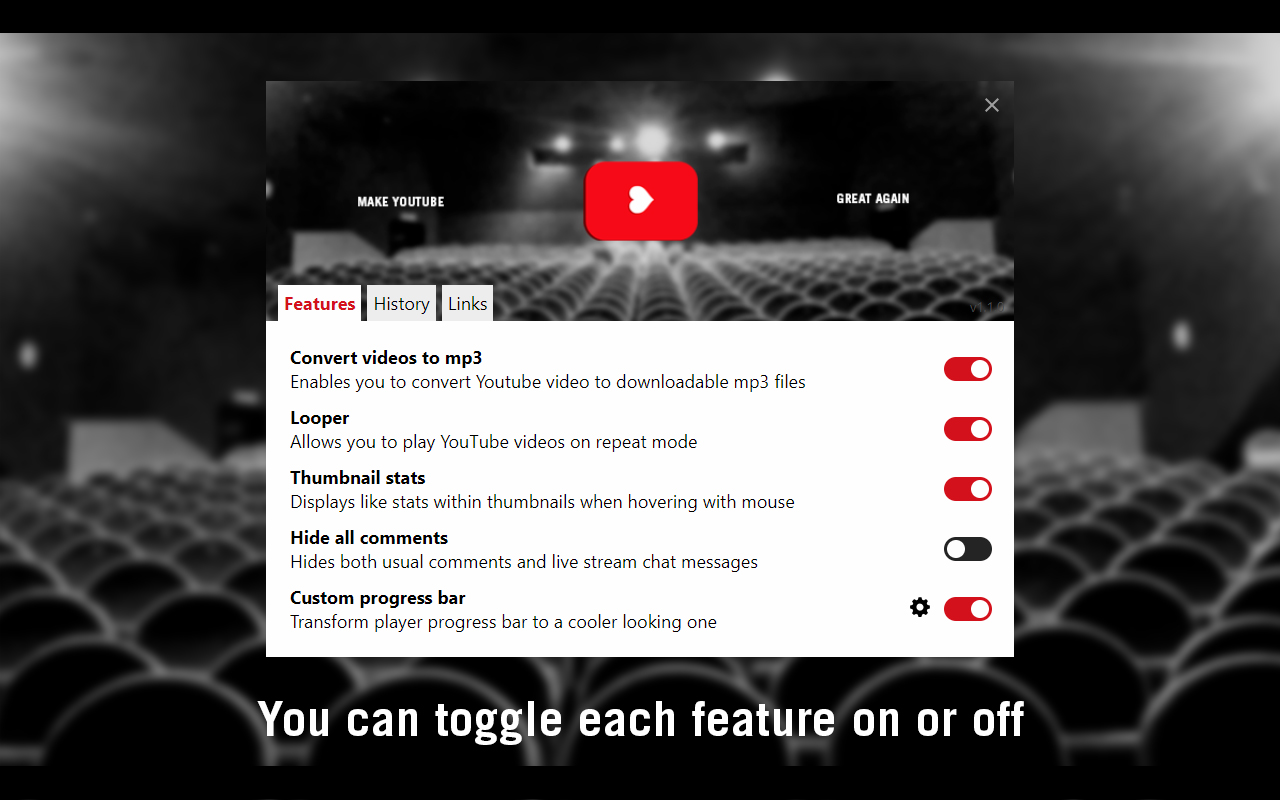 MAKE YOUTUBE
GREAT AGAIN
Features
History
Links
Convert videos to mp3
Enables you to convert Youtube video to downloadable mp3 files
Looper
Allows you to play YouTube videos on repeat mode
Thumbnail stats
Displays like stats within thumbnails when hovering with mouse
Hide all comments
Hides both usual comments and live stream chat messages
Custom progress bar
Transform player progress bar to a cooler looking one
You can toggle each feature on or off